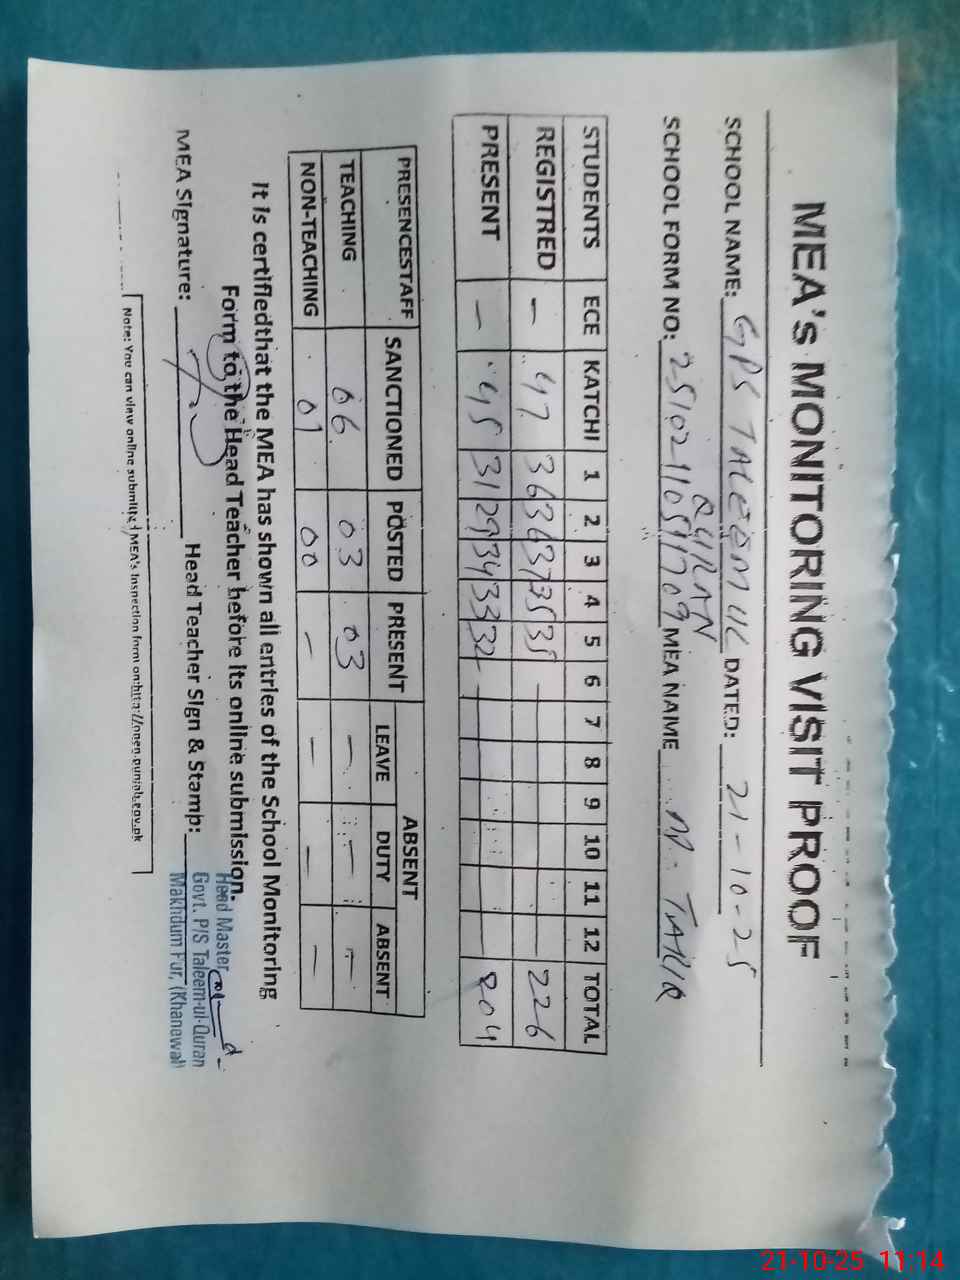 MEA's MONITORING VISIT PROOF
SCHOOL NAME: GPS TALEEM UL QURAN DATED: 21-10-25
SCHOOL FORM NO: MEA NAME M. TARIQ
STUDENTS ECE KATCHI 1 2 3 4 5 6 7 8 9 10 11 12 TOTAL
REGISTRED - 47 36 36 37 35 35 - 226
PRESENT - 45 31 29 34 33 32 - 204
PRESENCESTAFF SANCTIONED POSTED PRESENT ABSENT
LEAVE DUTY ABSENT
TEACHING 06 03 03 - - -
NON-TEACHING 01 00 - - - -
It is certifiedthat the MEA has shown all entries of the School Monitoring
Form to the Head Teacher before its online submission.
MEA Signature: Head Teacher Sign & Stamp:
Head Master
Govt. P/S Taleem-ul-Quran
Makhdum Pur, (Khanewal
Note: You can view online submitted MEA's inspection form on:http://open.punjab.gov.pk
21-10-25 11:14